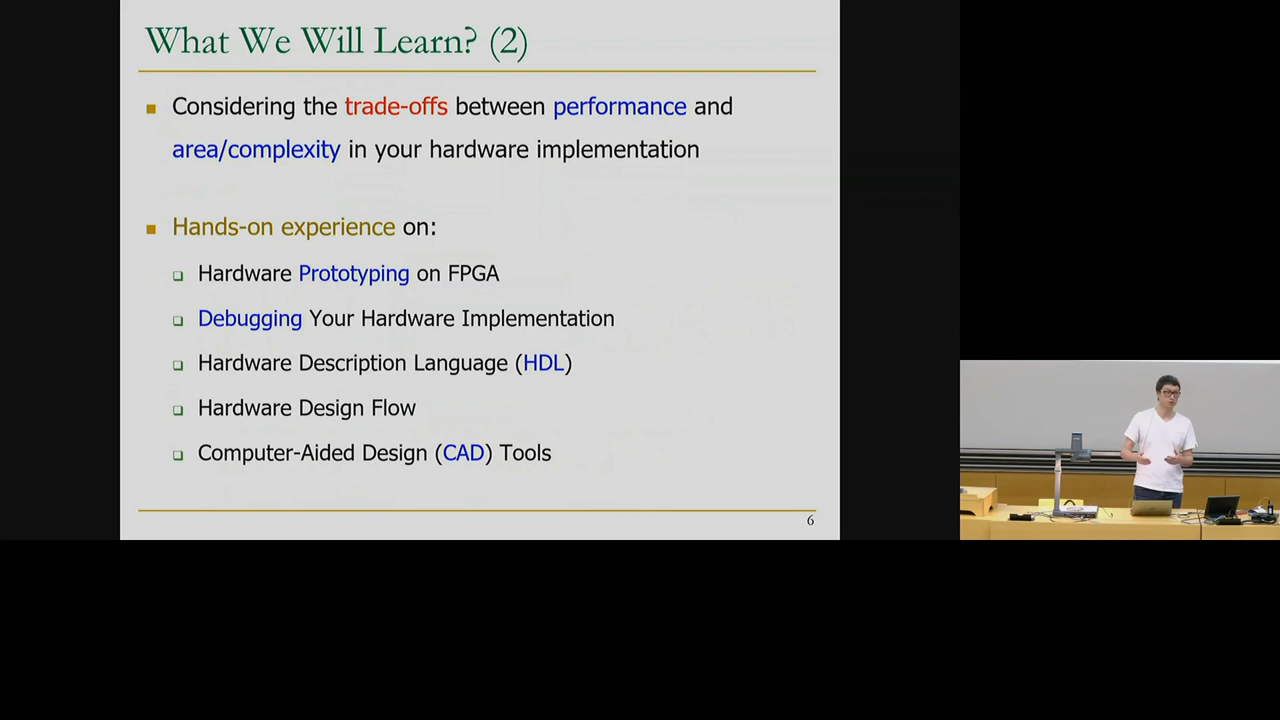 What We Will Learn? (2)
Considering the trade-offs between performance and
area/complexity in your hardware implementation
Hands-on experience on:
Hardware Prototyping on FPGA
Debugging Your Hardware Implementation
Hardware Description Language (HDL)
Hardware Design Flow
Computer-Aided Design (CAD) Tools
6